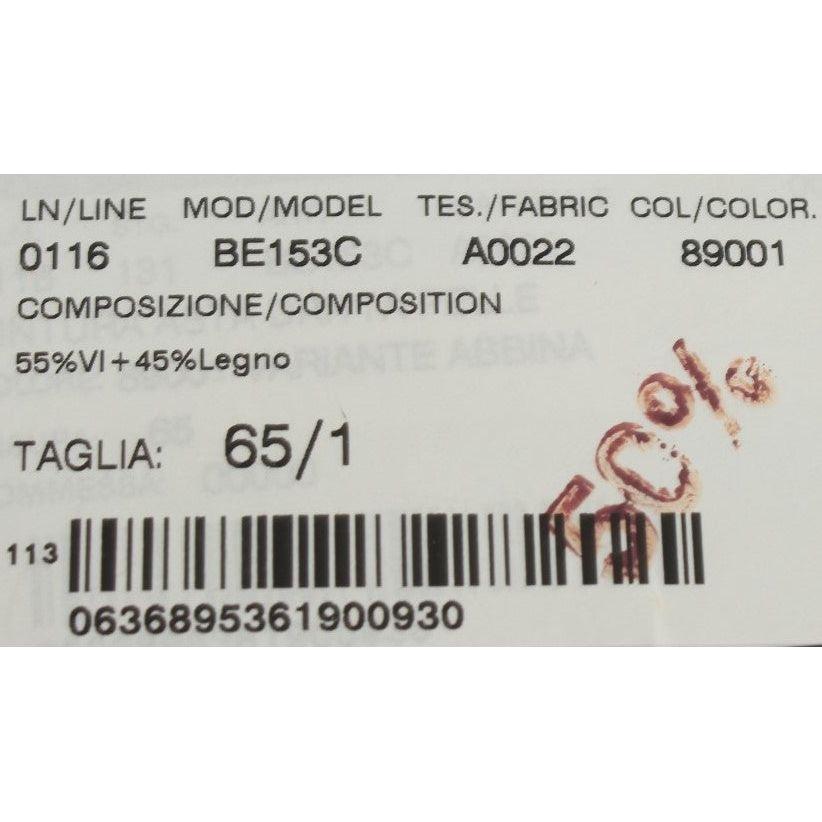 LN/LINE MOD/MODEL TES./FABRIC COL/COLOR.
0116 BE153C A0022 89001
COMPOSIZIONE/COMPOSITION
55%VI+45%Legno
50%
TAGLIA: 65/1
113
0636895361900930